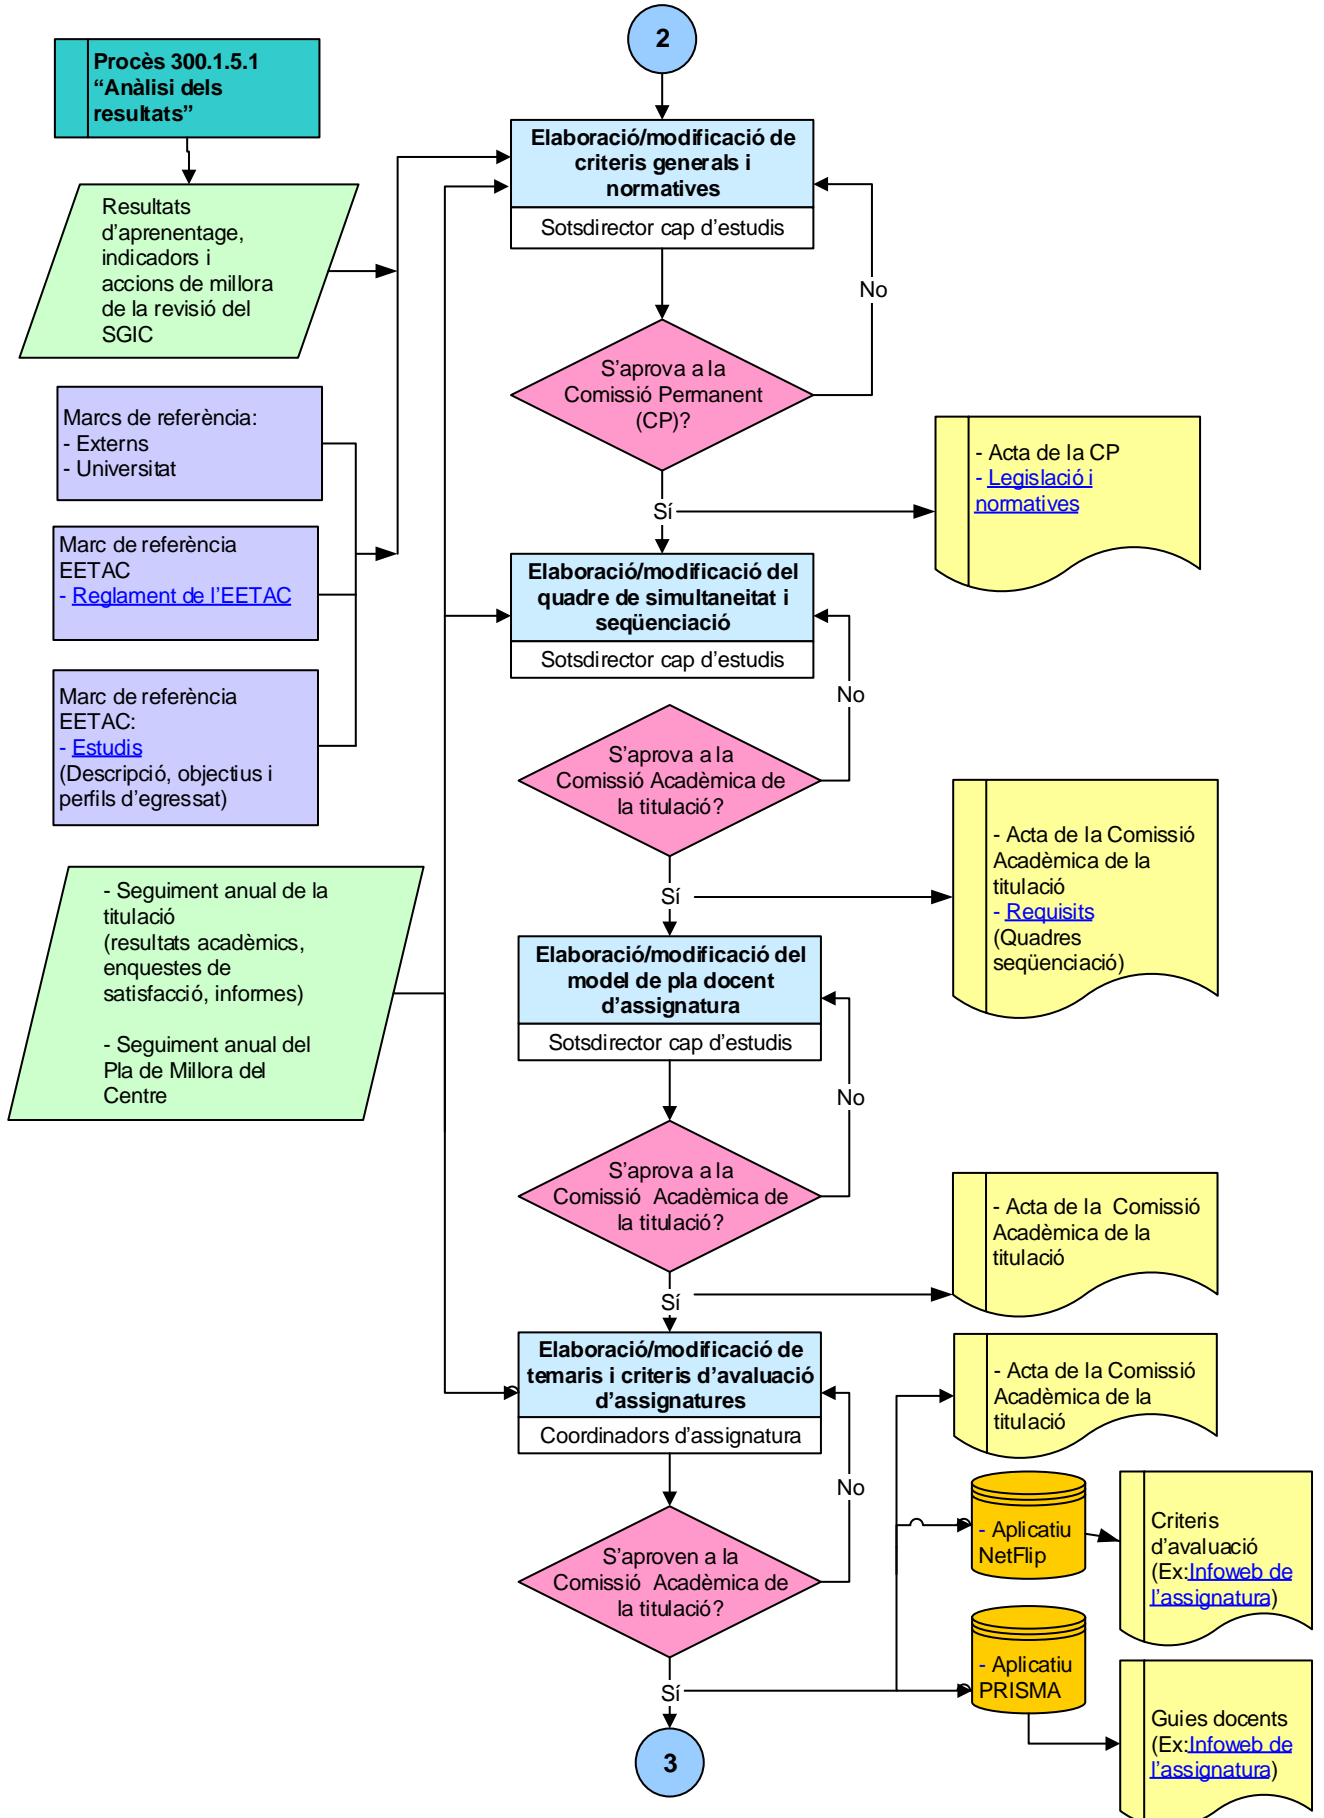 2
Procès 300.1.5.1
“Anàlisi dels
resultats”
Elaboració/modificació de
criteris generals i
normatives
Sotsdirector cap d’estudis
Resultats
d’aprenentage,
indicadors i
accions de millora
de la revisió del
SGIC
No
S’aprova a la
Comissió Permanent
(CP)?
Marcs de referència:
- Externs
- Universitat
- Acta de la CP
- Legislació i
normatives
Sí
Marc de referència
EETAC
- Reglament de l’EETAC
Elaboració/modificació del
quadre de simultaneitat i
seqüenciació
Sotsdirector cap d’estudis
No
Marc de referència
EETAC:
- Estudis
(Descripció, objectius i
perfils d’egressat)
S’aprova a la
Comissió Acadèmica de
la titulació?
- Acta de la Comissió
Acadèmica de la
titulació
- Requisits
(Quadres
seqüenciació)
Sí
- Seguiment anual de la
titulació
(resultats acadèmics,
enquestes de
satisfacció, informes)
- Seguiment anual del
Pla de Millora del
Centre
Elaboració/modificació del
model de pla docent
d’assignatura
Sotsdirector cap d’estudis
No
S’aprova a la
Comissió Acadèmica de
la titulació?
- Acta de la Comissió
Acadèmica de la
titulació
Sí
Elaboració/modificació de
temaris i criteris d’avaluació
d’assignatures
Coordinadors d’assignatura
- Acta de la Comissió
Acadèmica de la
titulació
No
- Aplicatiu
NetFlip
Criteris
d’avaluació
(Ex:Infoweb de
l’assignatura)
S’aproven a la
Comissió Acadèmica de
la titulació?
- Aplicatiu
PRISMA
Sí
Guies docents
(Ex:Infoweb de
l’assignatura)
3